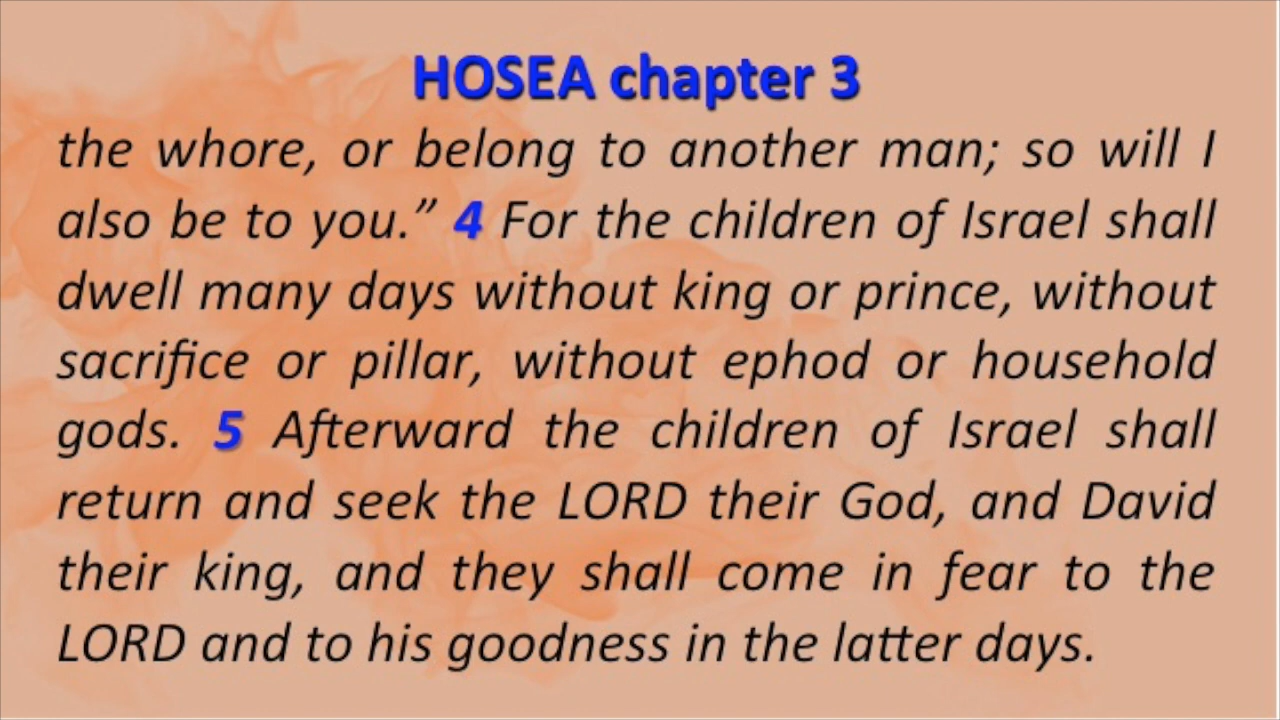 HOSEA chapter 3
the whore, or belong to another man; so will I
also be to you.” 4 For the children of Israel shall
dwell many days without king or prince, without
sacrifice or pillar, without ephod or household
gods. 5 Afterward the children of Israel shall
return and seek the LORD their God, and David
their king, and they shall come in fear to the
LORD and to his goodness in the latter days.